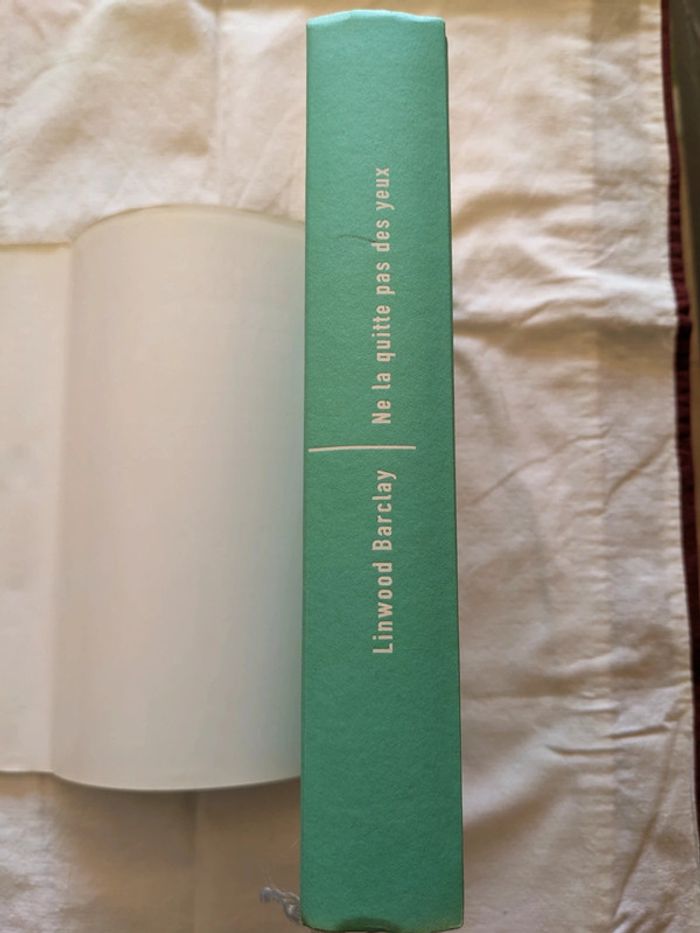 Linwood Barclay
Ne la quitte pas des yeux